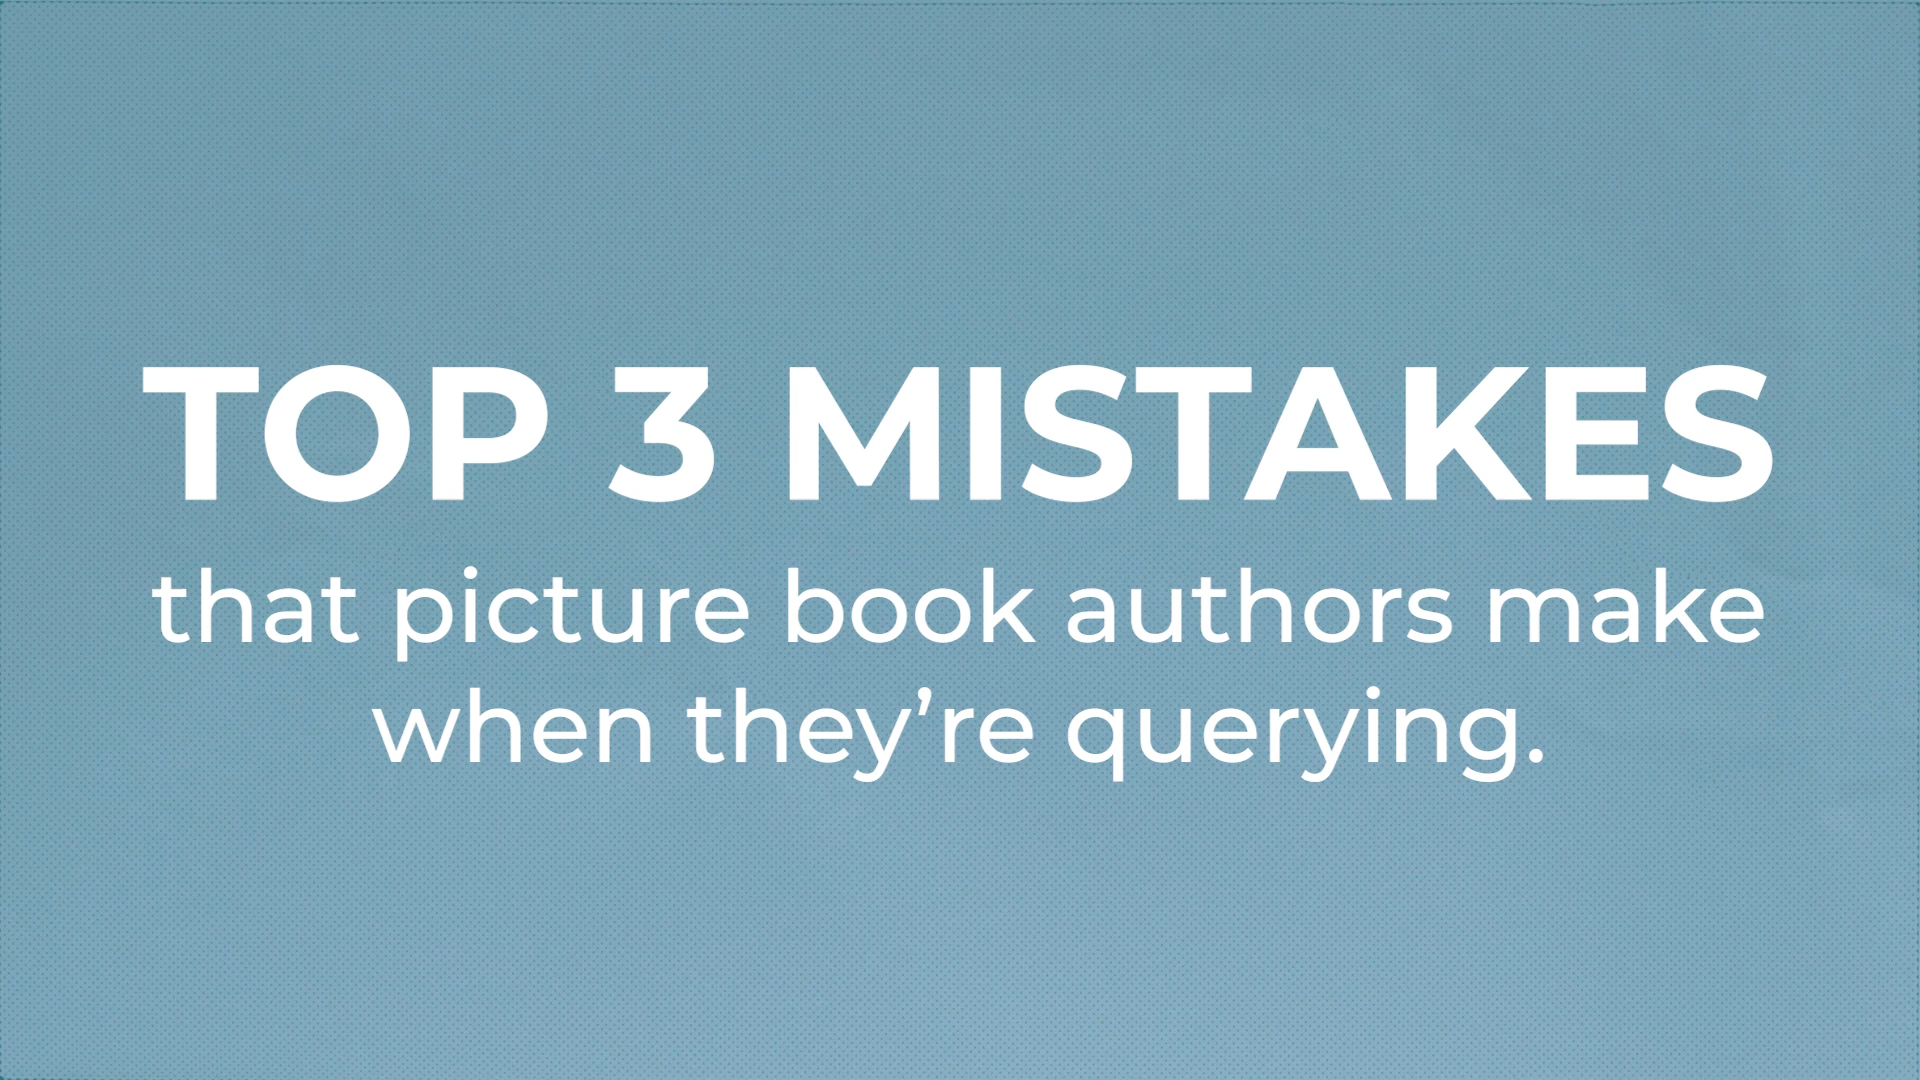 TOP 3 MISTAKES
that picture book authors make
when they’re querying.